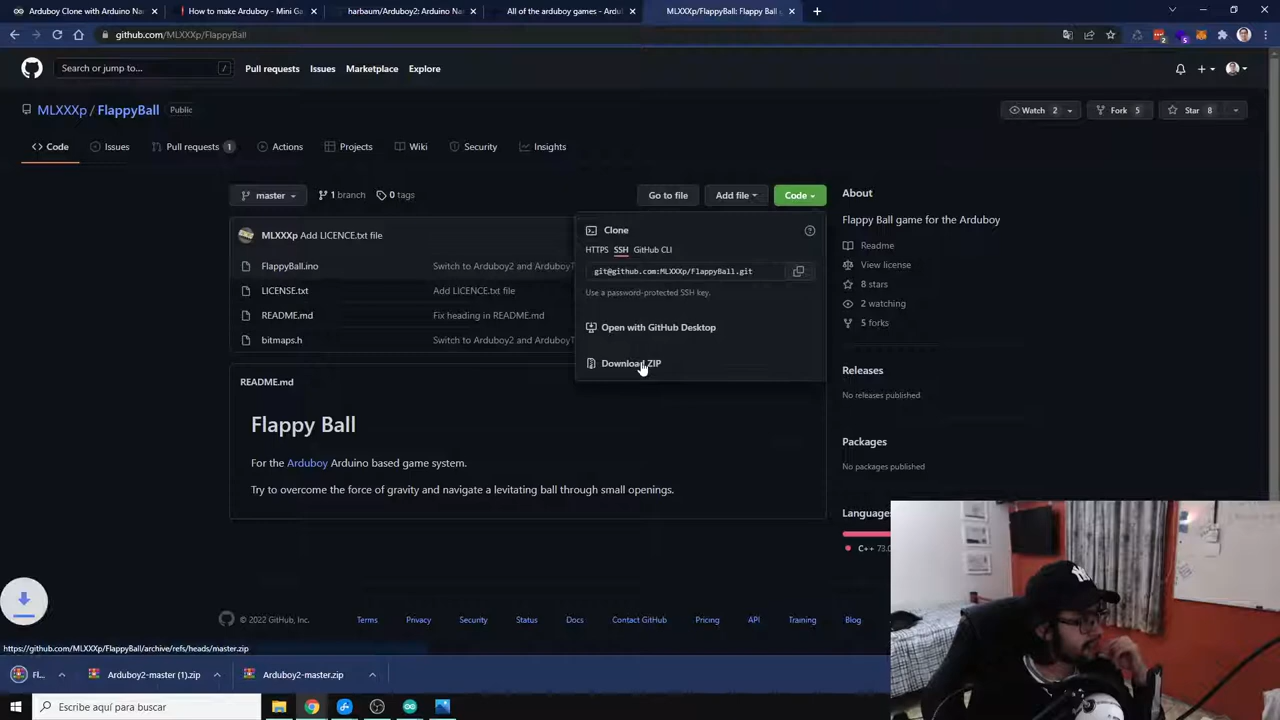 Arduboy Clone with Arduino Nan
How to make Arduboy - Mini Ga
harbaum/Arduboy2: Arduino Na
All of the arduboy games - Ardu
MLXXXp/FlappyBall: Flappy Ball g
github.com/MLXXXp/FlappyBall
Search or jump to...
/
Pull requests
Issues
Marketplace
Explore
MLXXXp / FlappyBall
Public
Watch 2
Fork 5
Star 8
Code
Issues
Pull requests 1
Actions
Projects
Wiki
Security
Insights
master
1 branch
0 tags
Go to file
Add file
Code
About
Flappy Ball game for the Arduboy
Readme
View license
8 stars
2 watching
5 forks
MLXXXp Add LICENCE.txt file
FlappyBall.ino Switch to Arduboy2 and ArduboyT
LICENSE.txt Add LICENCE.txt file
README.md Fix heading in README.md
bitmaps.h Switch to Arduboy2 and ArduboyT
Clone
HTTPS SSH GitHub CLI
git@github.com:MLXXXp/FlappyBall.git
Use a password-protected SSH key.
Open with GitHub Desktop
Download ZIP
Releases
No releases published
Packages
No packages published
Languages
C++ 73.0
README.md
Flappy Ball
For the Arduboy Arduino based game system.
Try to overcome the force of gravity and navigate a levitating ball through small openings.
© 2022 GitHub, Inc.
Terms
Privacy
Security
Status
Docs
Contact GitHub
Pricing
API
Training
Blog
https://github.com/MLXXXp/FlappyBall/archive/refs/heads/master.zip
Fl...
Arduboy2-master (1).zip
Arduboy2-master.zip
Escribe aquí para buscar